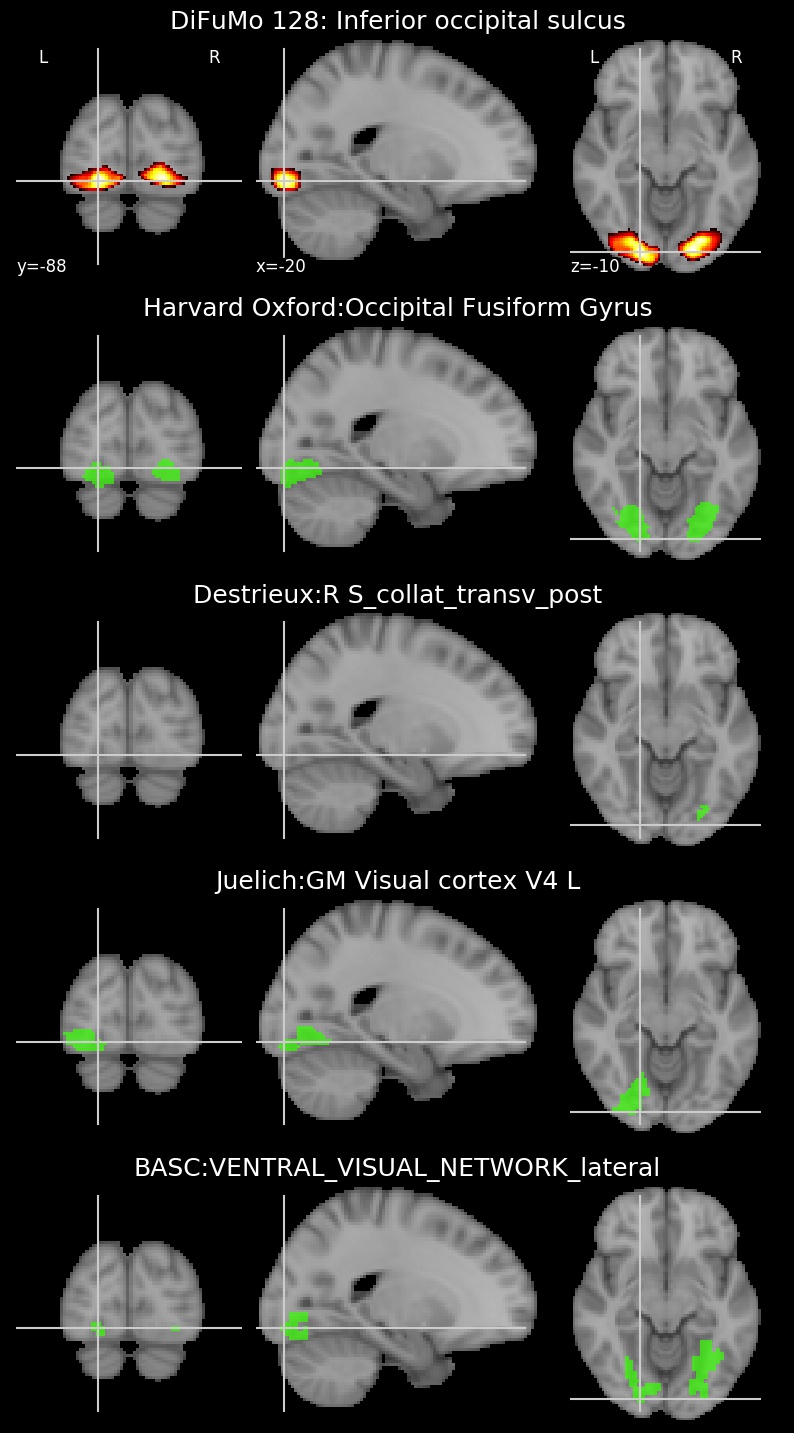 DiFuMo 128: Inferior occipital sulcus
L R L R
y=-88 x=-20 z=-10
Harvard Oxford:Occipital Fusiform Gyrus
Destrieux:R S_collat_transv_post
Juelich:GM Visual cortex V4 L
BASC:VENTRAL_VISUAL_NETWORK_lateral